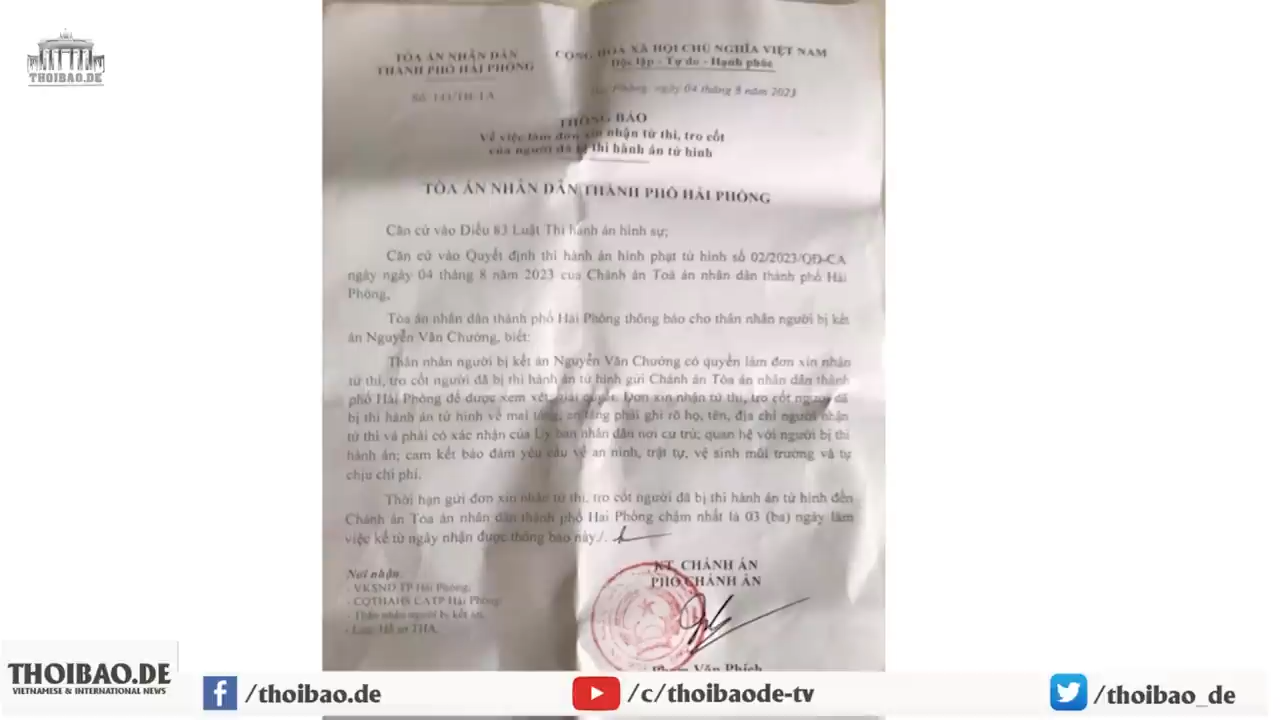 THOIBAO.DE
TÒA ÁN NHÂN DÂN
THÀNH PHỐ HẢI PHÒNG
CỘNG HÒA XÃ HỘI CHỦ NGHĨA VIỆT NAM
Độc lập - Tự do - Hạnh phúc
Phòng, ngày 04 tháng 8 năm 2023
THÔNG BÁO
Về việc làm đơn xin nhận tử thi, tro cốt
của người đã bị thi hành án tử hình
TÒA ÁN NHÂN DÂN THÀNH PHỐ HẢI PHÒNG
Căn cứ vào Điều 83 Luật Thi hành án hình sự;
Căn cứ vào Quyết định thi hành án hình phạt tử hình số 02/2023/QĐ-CA
ngày ngày 04 tháng 8 năm 2023 của Chánh án Toà án nhân dân thành phố Hải
Phòng,
Tòa án nhân dân thành phố Hải Phòng thông báo cho thân nhân người bị kết
án Nguyễn Văn Chưởng, biết:
Thân nhân người bị kết án Nguyễn Văn Chưởng có quyền làm đơn xin nhận
tử thi, tro cốt người đã bị thi hành án tử hình gửi Chánh án Tòa án nhân dân thành
phố Hải Phòng để được xem xét, giải quyết. Đơn xin nhận tử thi, tro cốt người đã
bị thi hành án tử hình về mai táng, an táng phải ghi rõ họ, tên, địa chỉ người nhận
tử thi và phải có xác nhận của Ủy ban nhân dân nơi cư trú; quan hệ với người bị thi
hành án; cam kết bảo đảm yêu cầu về an ninh, trật tự, vệ sinh môi trường và tự
chịu chi phí.
Thời hạn gửi đơn xin nhận tử thi, tro cốt người đã bị thi hành án tử hình đến
Chánh án Tòa án nhân dân thành phố Hải Phòng chậm nhất là 03 (ba) ngày làm
việc kể từ ngày nhận được thông báo này./.
Nơi nhận:
- VKSND TP Hải Phòng;
- CQTHAHS CATP Hải Phòng;
- Thân nhân người bị kết án;
- Lưu: Hồ sơ THA.
KT. CHÁNH ÁN
PHÓ CHÁNH ÁN
Phạm Văn Phích
THOIBAO.DE
VIETNAMESE & INTERNATIONAL NEWS
/thoibao.de
/c/thoibaode-tv
/thoibao_de